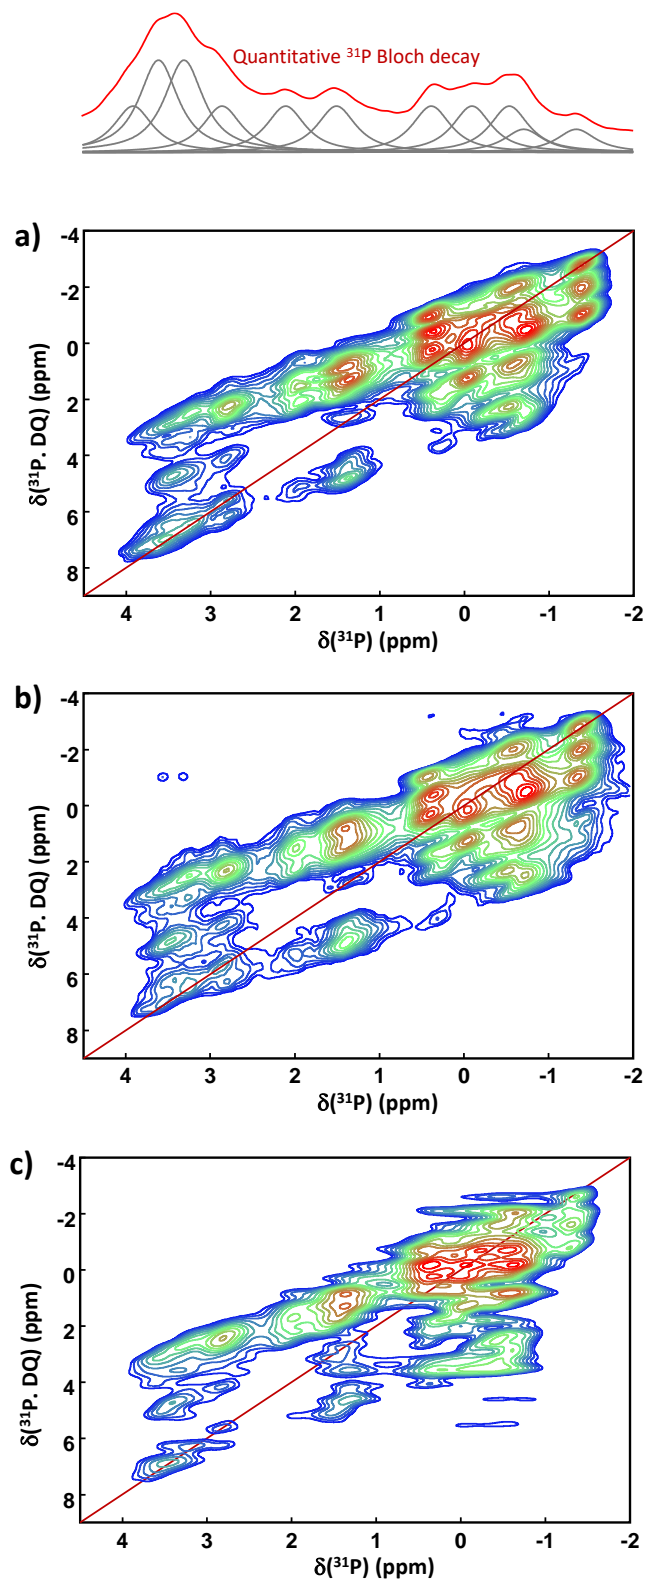 Quantitative ³¹P Bloch decay
a)
-4
-2
0
2
4
6
8
δ(³¹P. DQ) (ppm)
4 3 2 1 0 -1 -2
δ(³¹P) (ppm)
b)
-4
-2
0
2
4
6
8
δ(³¹P. DQ) (ppm)
4 3 2 1 0 -1 -2
δ(³¹P) (ppm)
c)
-4
-2
0
2
4
6
8
δ(³¹P. DQ) (ppm)
4 3 2 1 0 -1 -2
δ(³¹P) (ppm)